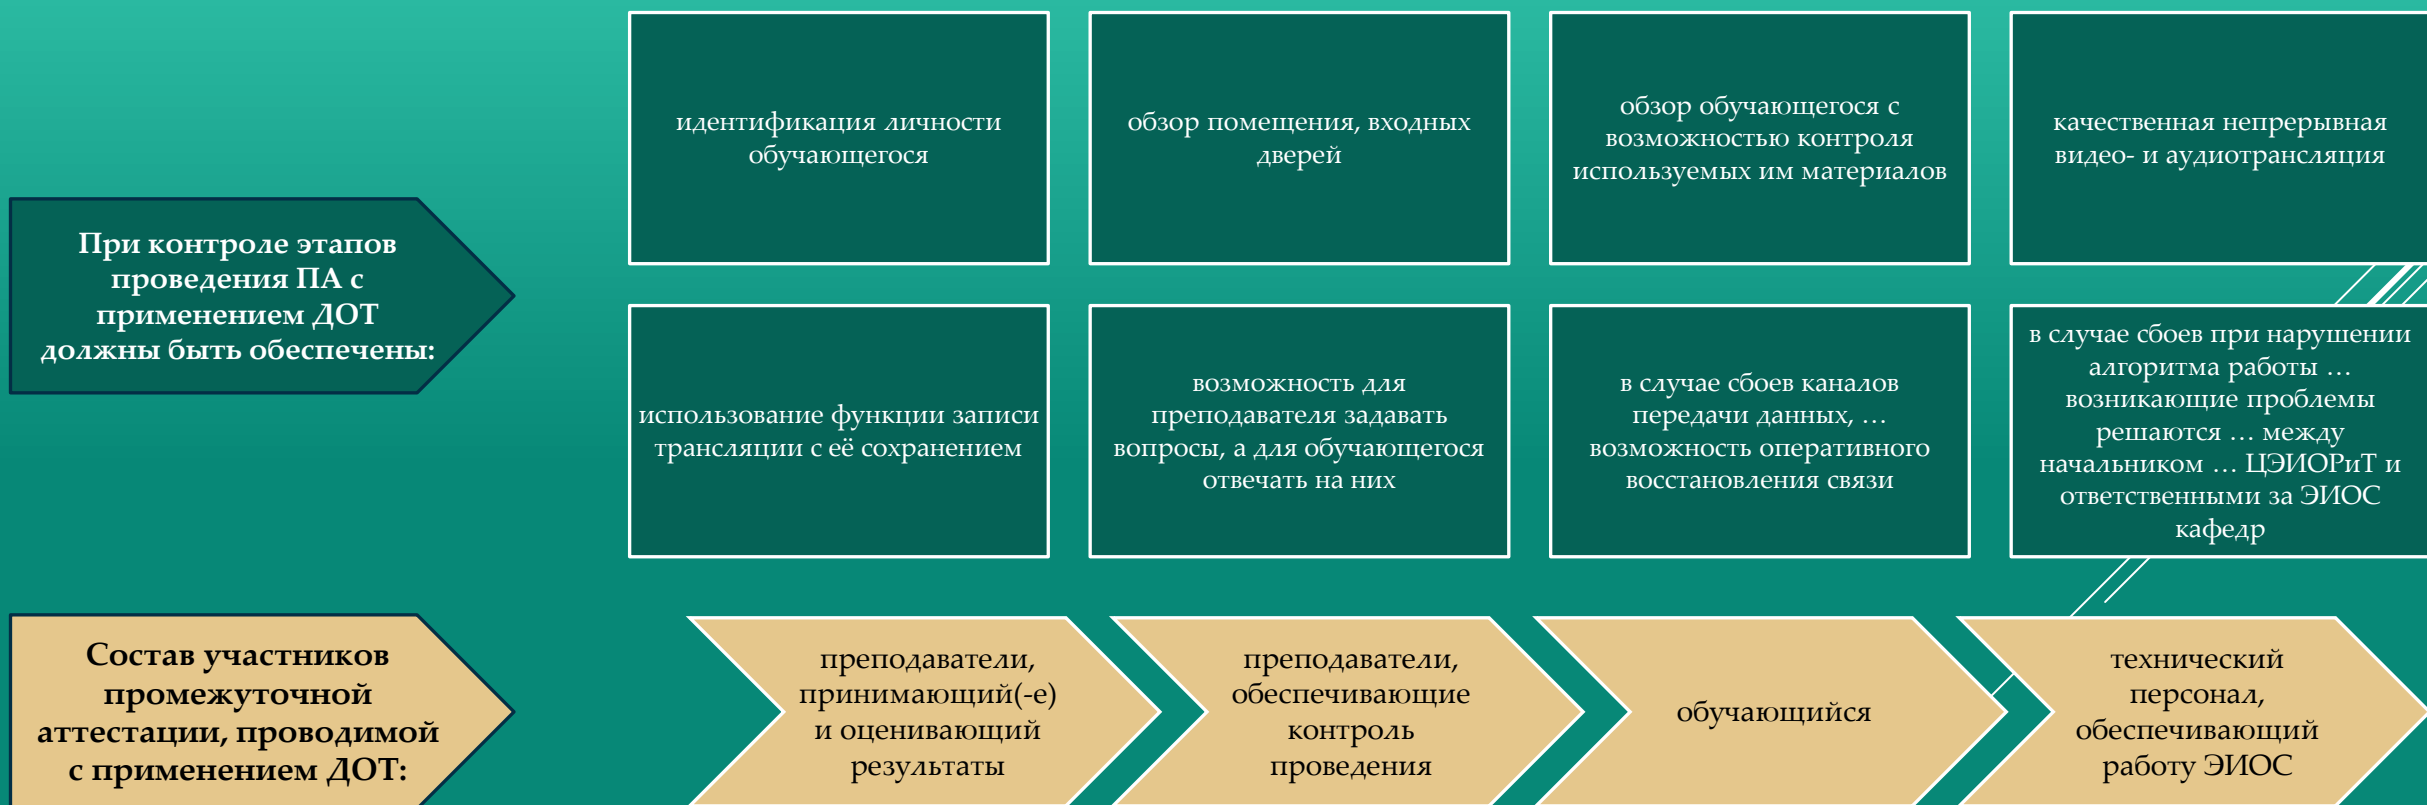 При контроле этапов
проведения ПА с
применением ДОТ
должны быть обеспечены:
идентификация личности
обучающегося
обзор помещения, входных
дверей
обзор обучающегося с
возможностью контроля
используемых им материалов
качественная непрерывная
видео- и аудиотрансляция
использование функции записи
трансляции с её сохранением
возможность для
преподавателя задавать
вопросы, а для обучающегося
отвечать на них
в случае сбоев каналов
передачи данных, …
возможность оперативного
восстановления связи
в случае сбоев при нарушении
алгоритма работы …
возникающие проблемы
решаются … между
начальником … ЦЭИОРиТ и
ответственными за ЭИОС
кафедр
Состав участников
промежуточной
аттестации, проводимой
с применением ДОТ:
преподаватели,
принимающий(-е)
и оценивающий
результаты
преподаватели,
обеспечивающие
контроль
проведения
обучающийся
технический
персонал,
обеспечивающий
работу ЭИОС